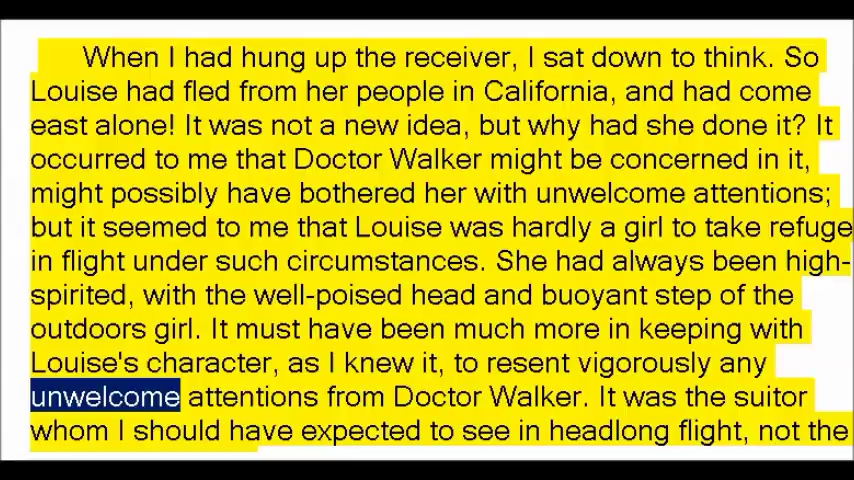 When I had hung up the receiver, I sat down to think. So
Louise had fled from her people in California, and had come
east alone! It was not a new idea, but why had she done it? It
occurred to me that Doctor Walker might be concerned in it,
might possibly have bothered her with unwelcome attentions;
but it seemed to me that Louise was hardly a girl to take refuge
in flight under such circumstances. She had always been high-
spirited, with the well-poised head and buoyant step of the
outdoors girl. It must have been much more in keeping with
Louise's character, as I knew it, to resent vigorously any
unwelcome attentions from Doctor Walker. It was the suitor
whom I should have expected to see in headlong flight, not the